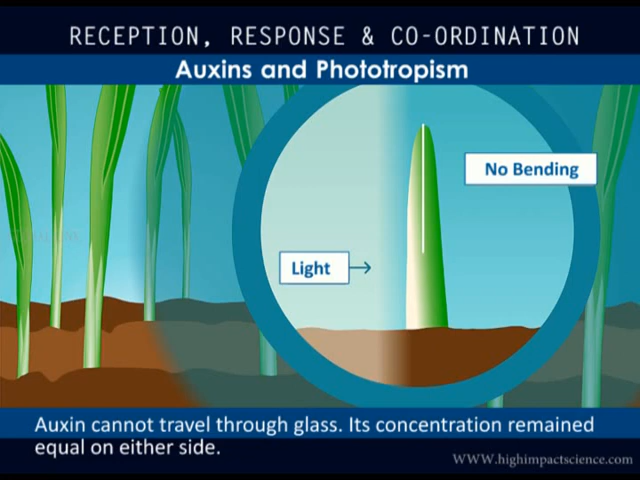 RECEPTION, RESPONSE & CO-ORDINATION
Auxins and Phototropism
No Bending
Light
Auxin cannot travel through glass. Its concentration remained
equal on either side.
WWW.highimpactscience.com